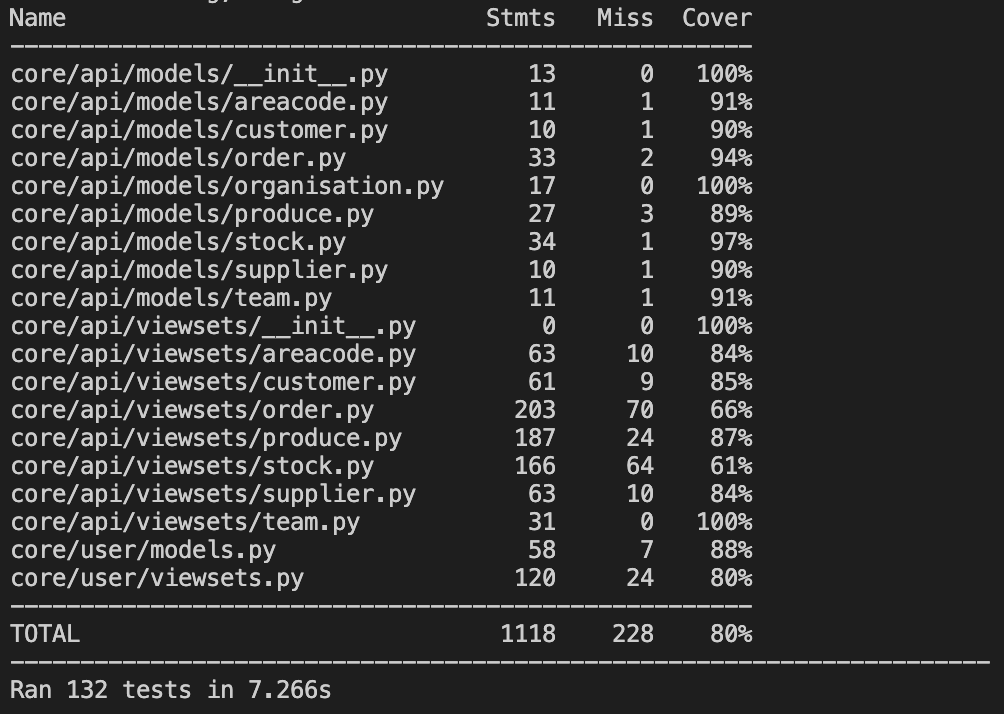 Name Stmts Miss Cover
core/api/models/__init__.py 13 0 100%
core/api/models/areacode.py 11 1 91%
core/api/models/customer.py 10 1 90%
core/api/models/order.py 33 2 94%
core/api/models/organisation.py 17 0 100%
core/api/models/produce.py 27 3 89%
core/api/models/stock.py 34 1 97%
core/api/models/supplier.py 10 1 90%
core/api/models/team.py 11 1 91%
core/api/viewsets/__init__.py 0 0 100%
core/api/viewsets/areacode.py 63 10 84%
core/api/viewsets/customer.py 61 9 85%
core/api/viewsets/order.py 203 70 66%
core/api/viewsets/produce.py 187 24 87%
core/api/viewsets/stock.py 166 64 61%
core/api/viewsets/supplier.py 63 10 84%
core/api/viewsets/team.py 31 0 100%
core/user/models.py 58 7 88%
core/user/viewsets.py 120 24 80%
TOTAL 1118 228 80%
Ran 132 tests in 7.266s